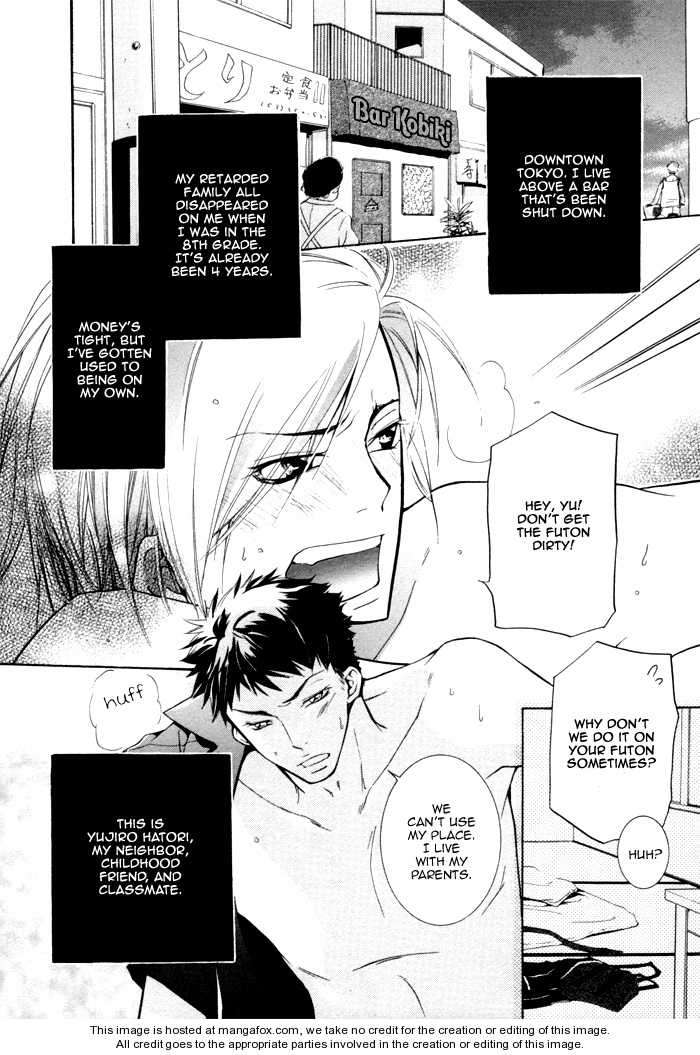 とり
定食
お弁当
Bar Kobiki
DOWNTOWN
TOKYO. I LIVE
ABOVE A BAR
THAT'S BEEN
SHUT DOWN.
MY RETARDED
FAMILY ALL
DISAPPEARED
ON ME WHEN
I WAS IN THE
8TH GRADE.
IT'S ALREADY
BEEN 4 YEARS.
MONEY'S
TIGHT, BUT
I'VE GOTTEN
USED TO
BEING ON
MY OWN.
HEY, YU!
DON'T GET
THE FUTON
DIRTY!
WHY DON'T
WE DO IT ON
YOUR FUTON
SOMETIMES?
HUH?
huff
WE
CAN'T USE
MY PLACE.
I LIVE
WITH MY
PARENTS.
THIS IS
YUJIRO HATORI,
MY NEIGHBOR,
CHILDHOOD
FRIEND, AND
CLASSMATE.
This image is hosted at mangafox.com, we take no credit for the creation or editing of this image.
All credit goes to the appropriate parties involved in the creation or editing of this image.